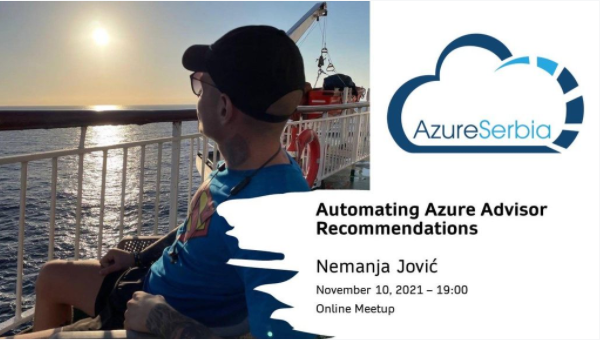 AzureSerbia
Automating Azure Advisor
Recommendations
Nemanja Jović
November 10, 2021 – 19:00
Online Meetup